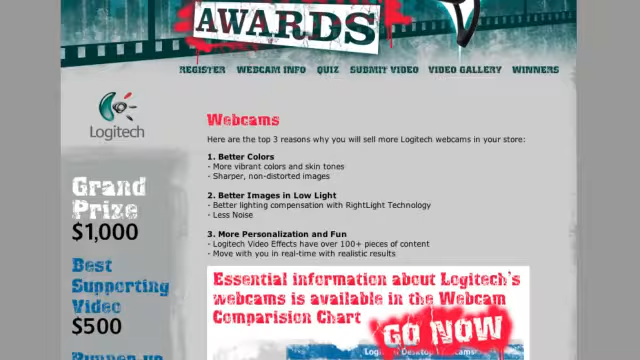 AWARDS
REGISTER WEBCAM INFO QUIZ SUBMIT VIDEO VIDEO GALLERY WINNERS
Logitech
Webcams
Here are the top 3 reasons why you will sell more Logitech webcams in your store:
1. Better Colors
- More vibrant colors and skin tones
- Sharper, non-distorted images
2. Better Images in Low Light
- Better lighting compensation with RightLight Technology
- Less Noise
3. More Personalization and Fun
- Logitech Video Effects have over 100+ pieces of content
- Move with you in real-time with realistic results
Grand
Prize
$1,000
Best
Supporting
Video
$500
Essential information about Logitech's
webcams is available in the Webcam
Comparision Chart
GO NOW
Desktop